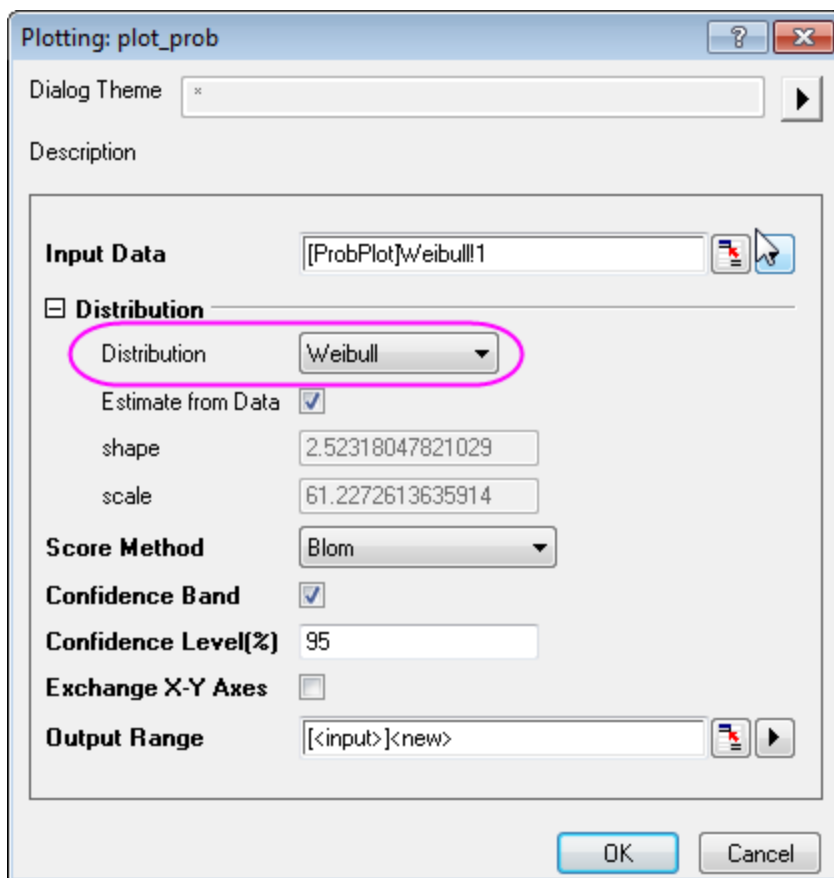 Plotting: plot_prob
Dialog Theme *
Description
Input Data [ProbPlot]Weibull!1
Distribution
Distribution Weibull
Estimate from Data
shape 2.52318047821029
scale 61.2272613635914
Score Method Blom
Confidence Band
Confidence Level(%) 95
Exchange X-Y Axes
Output Range [<input>]<new>
OK Cancel